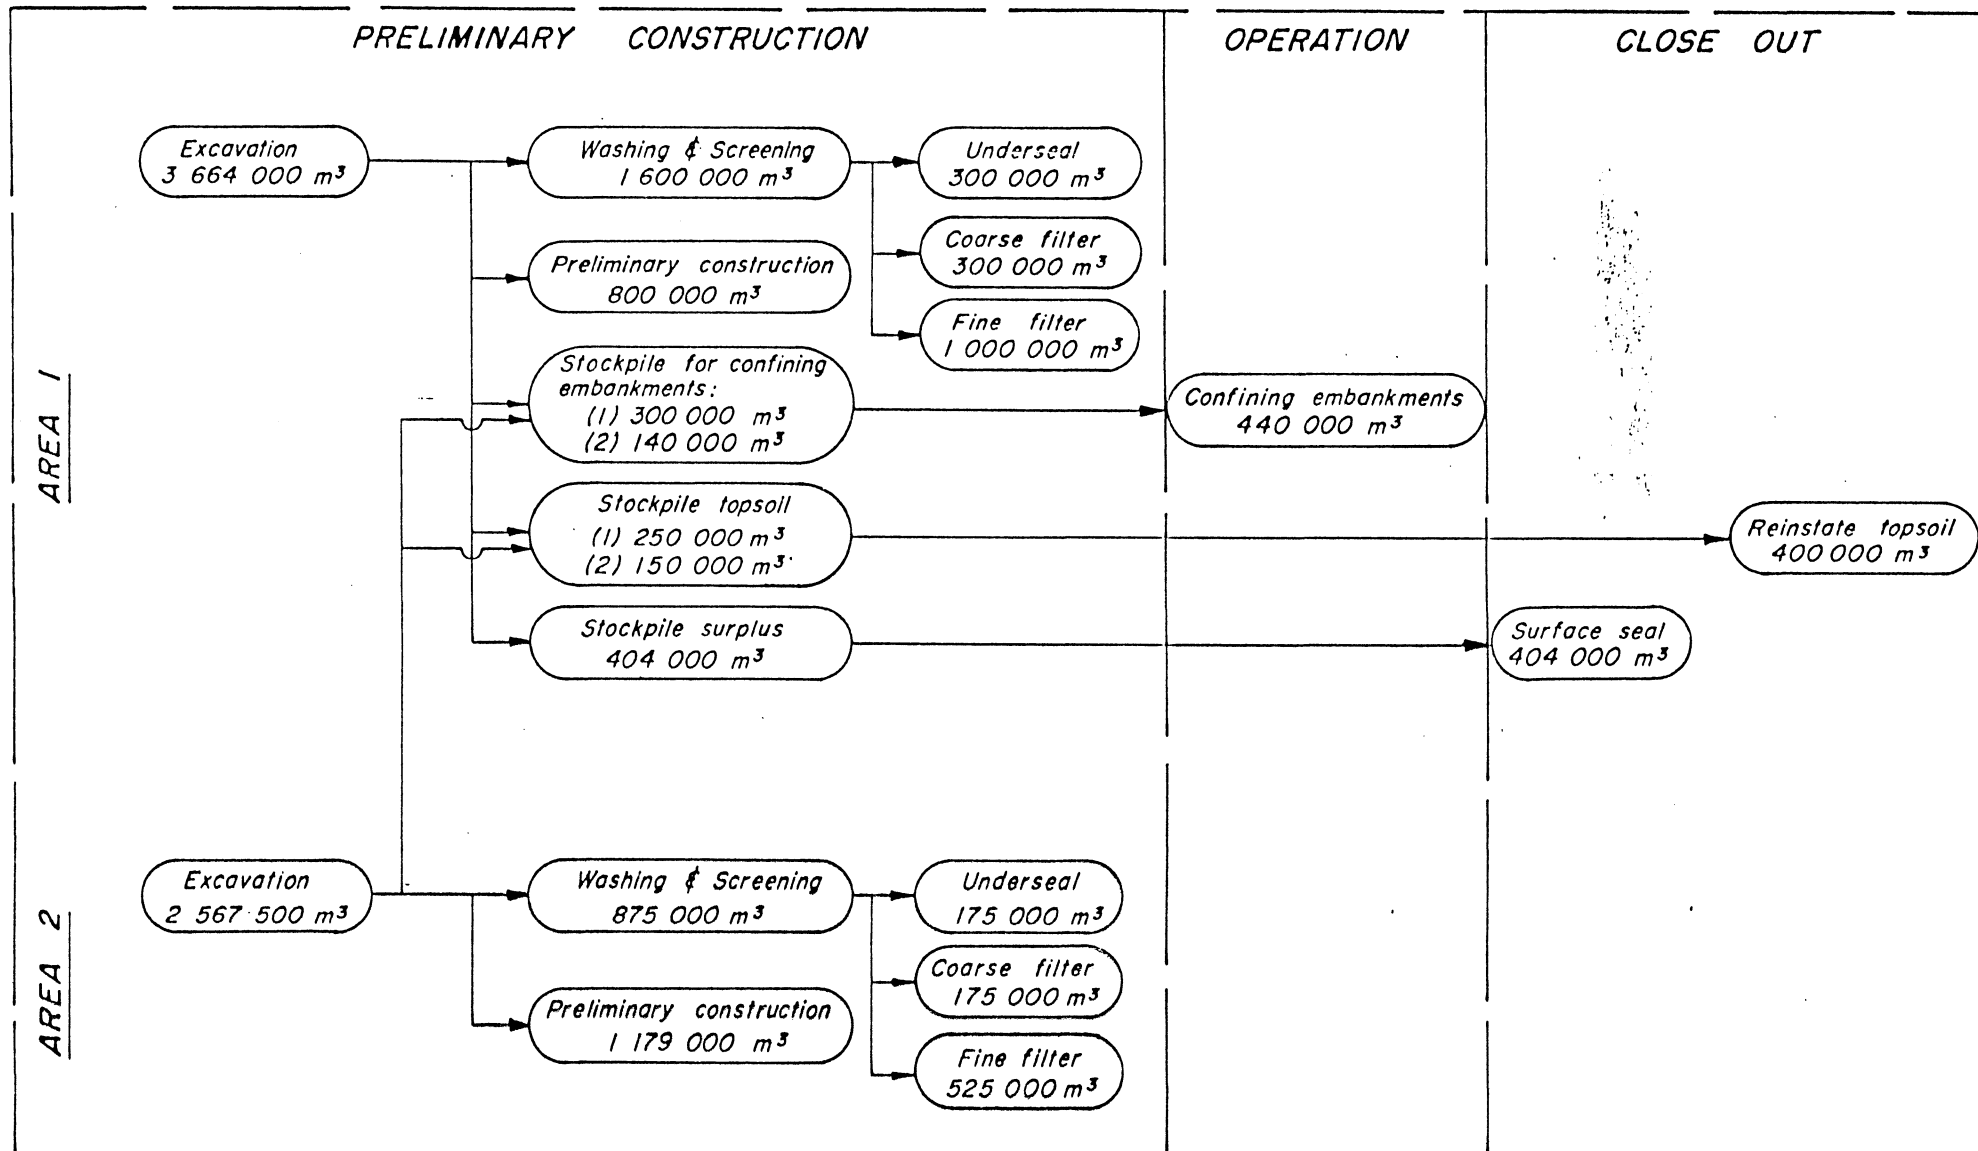 PRELIMINARY CONSTRUCTION
OPERATION
CLOSE OUT
AREA 1
Excavation
3 664 000 m³
Washing & Screening
1 600 000 m³
Underseal
300 000 m³
Coarse filter
300 000 m³
Fine filter
1 000 000 m³
Preliminary construction
800 000 m³
Stockpile for confining
embankments:
(1) 300 000 m³
(2) 140 000 m³
Confining embankments
440 000 m³
Stockpile topsoil
(1) 250 000 m³
(2) 150 000 m³
Reinstate topsoil
400 000 m³
Stockpile surplus
404 000 m³
Surface seal
404 000 m³
AREA 2
Excavation
2 567 500 m³
Washing & Screening
875 000 m³
Underseal
175 000 m³
Coarse filter
175 000 m³
Fine filter
525 000 m³
Preliminary construction
1 179 000 m³